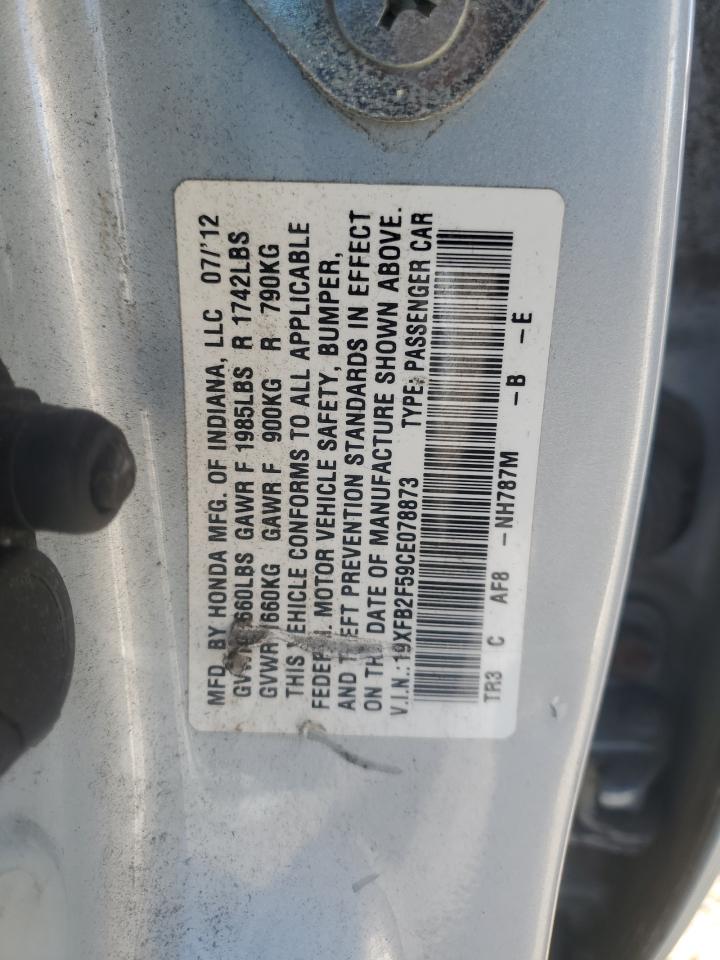 MFD. BY HONDA MFG. OF INDIANA, LLC 07/'12
660LBS GAWR F 1985LBS R 1742LBS
GVWR 660KG GAWR F 900KG R 790KG
THIS VEHICLE CONFORMS TO ALL APPLICABLE
FEDERAL MOTOR VEHICLE SAFETY, BUMPER,
AND THEFT PREVENTION STANDARDS IN EFFECT
ON THE DATE OF MANUFACTURE SHOWN ABOVE.
V.I.N.: 19XFB2F59CE078873 TYPE: PASSENGER CAR
TR3 C AF8 -NH787M -B -E